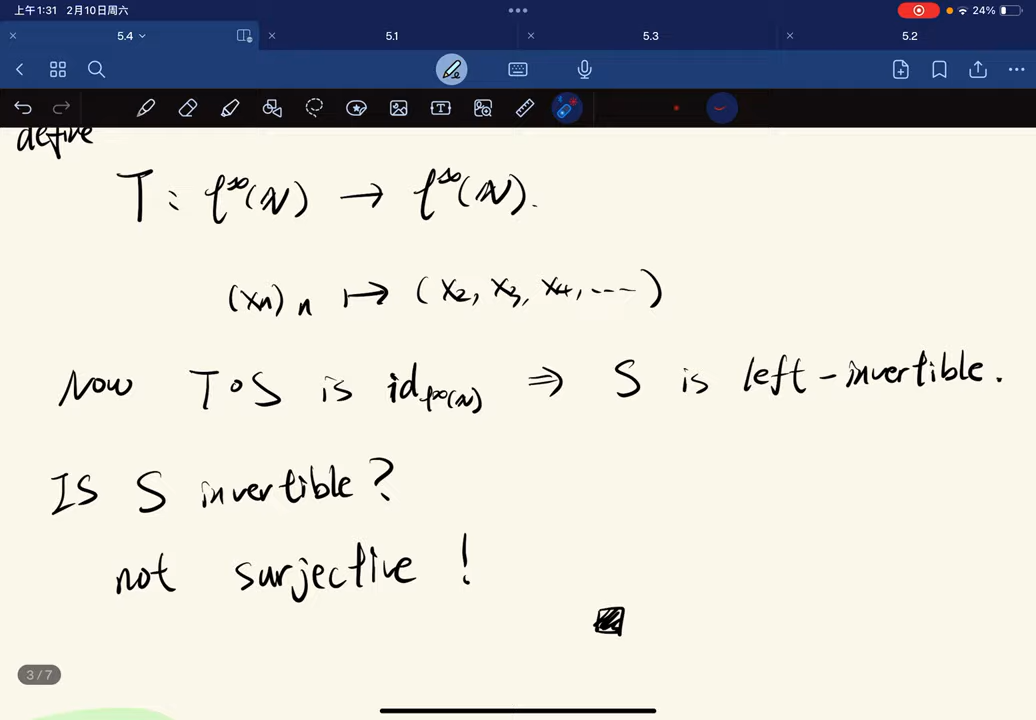 上午1:31 2月10日周六
24%
5.4
5.1
5.3
5.2
define
T : ℓ^∞(N) → ℓ^∞(N).
(xn)n ↦ (x2, x3, x4, ...)
Now T∘S is id_ℓ^∞(N) ⇒ S is left-invertible.
Is S invertible?
not surjective !
3 / 7